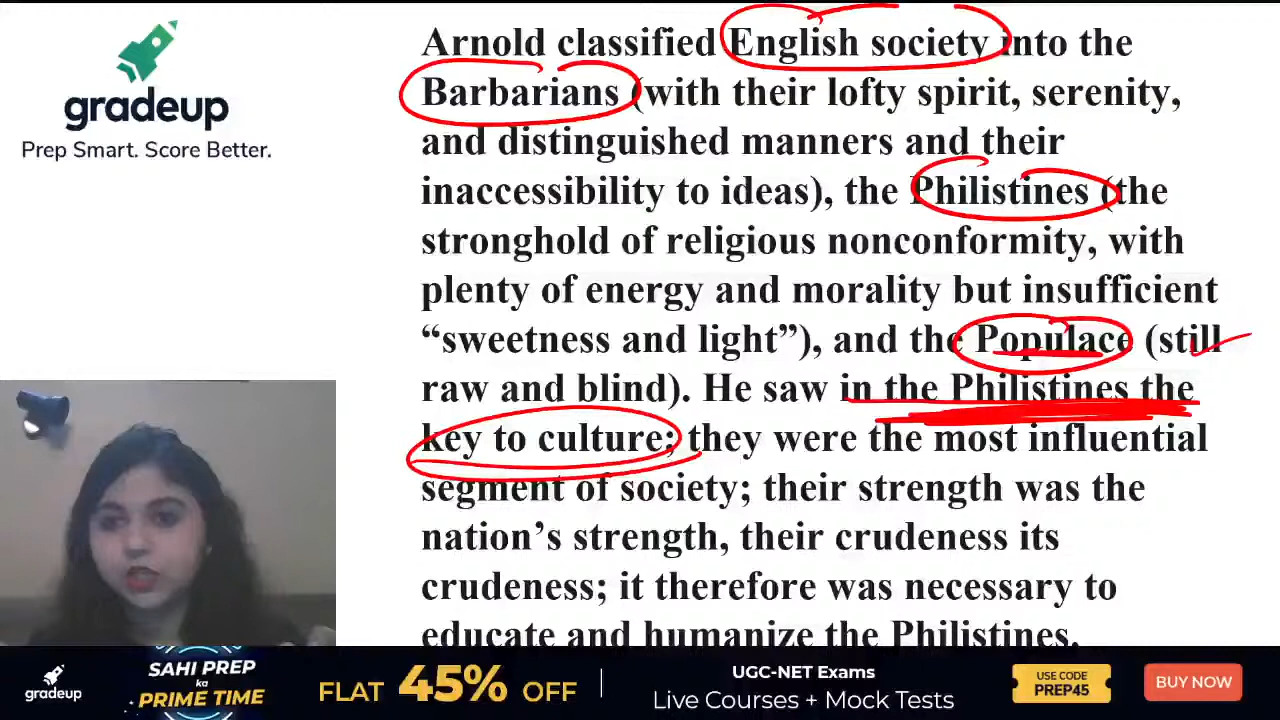 gradeup
Prep Smart. Score Better.
Arnold classified English society into the
Barbarians (with their lofty spirit, serenity,
and distinguished manners and their
inaccessibility to ideas), the Philistines (the
stronghold of religious nonconformity, with
plenty of energy and morality but insufficient
“sweetness and light”), and the Populace (still
raw and blind). He saw in the Philistines the
key to culture; they were the most influential
segment of society; their strength was the
nation’s strength, their crudeness its
crudeness; it therefore was necessary to
educate and humanize the Philistines.
gradeup
SAHI PREP
ka
PRIME TIME
FLAT 45% OFF
UGC-NET Exams
Live Courses + Mock Tests
USE CODE
PREP45
BUY NOW